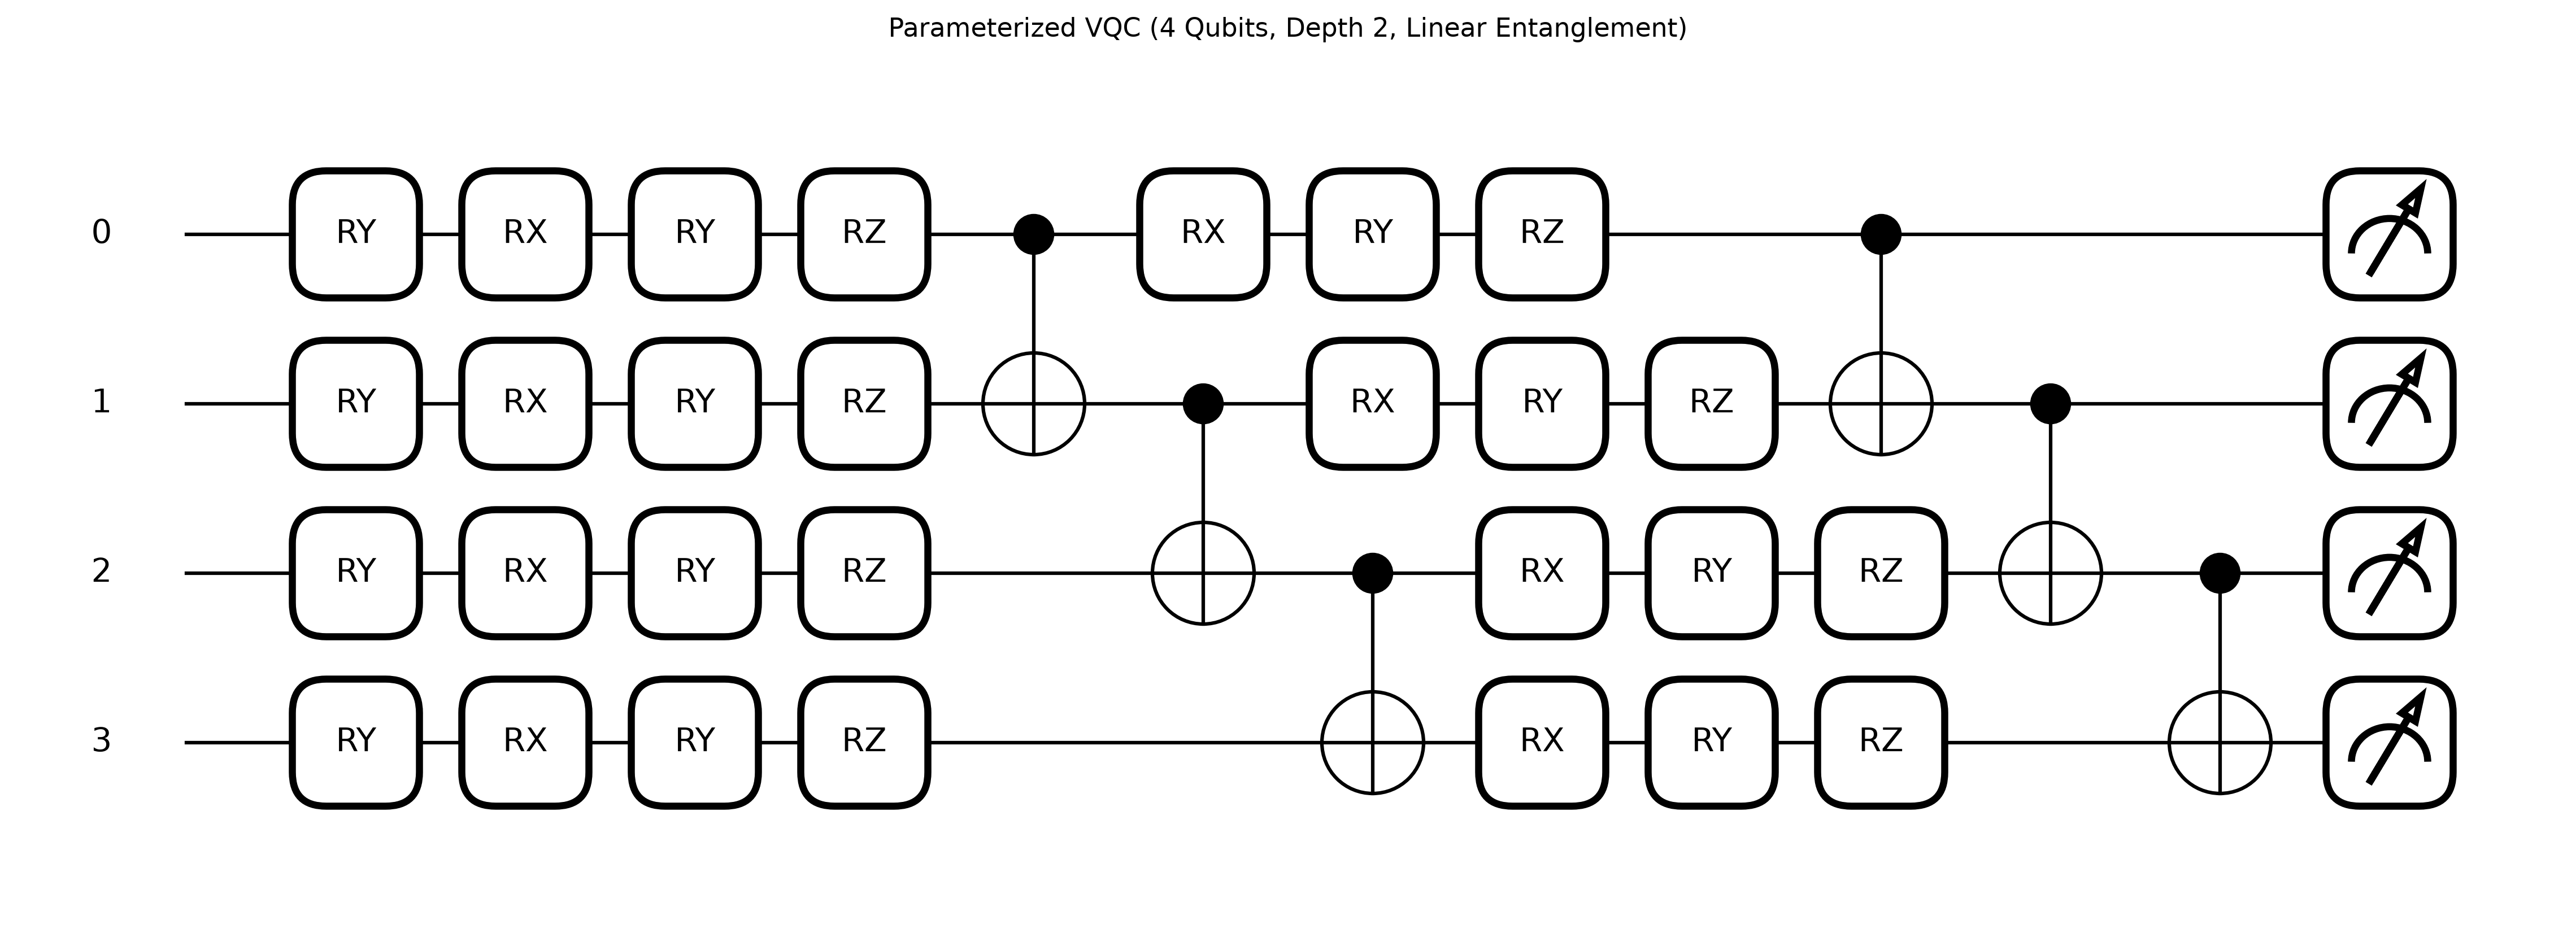 Parameterized VQC (4 Qubits, Depth 2, Linear Entanglement)
0 RY RX RY RZ RX RY RZ
1 RY RX RY RZ RX RY RZ
2 RY RX RY RZ RX RY RZ
3 RY RX RY RZ RX RY RZ